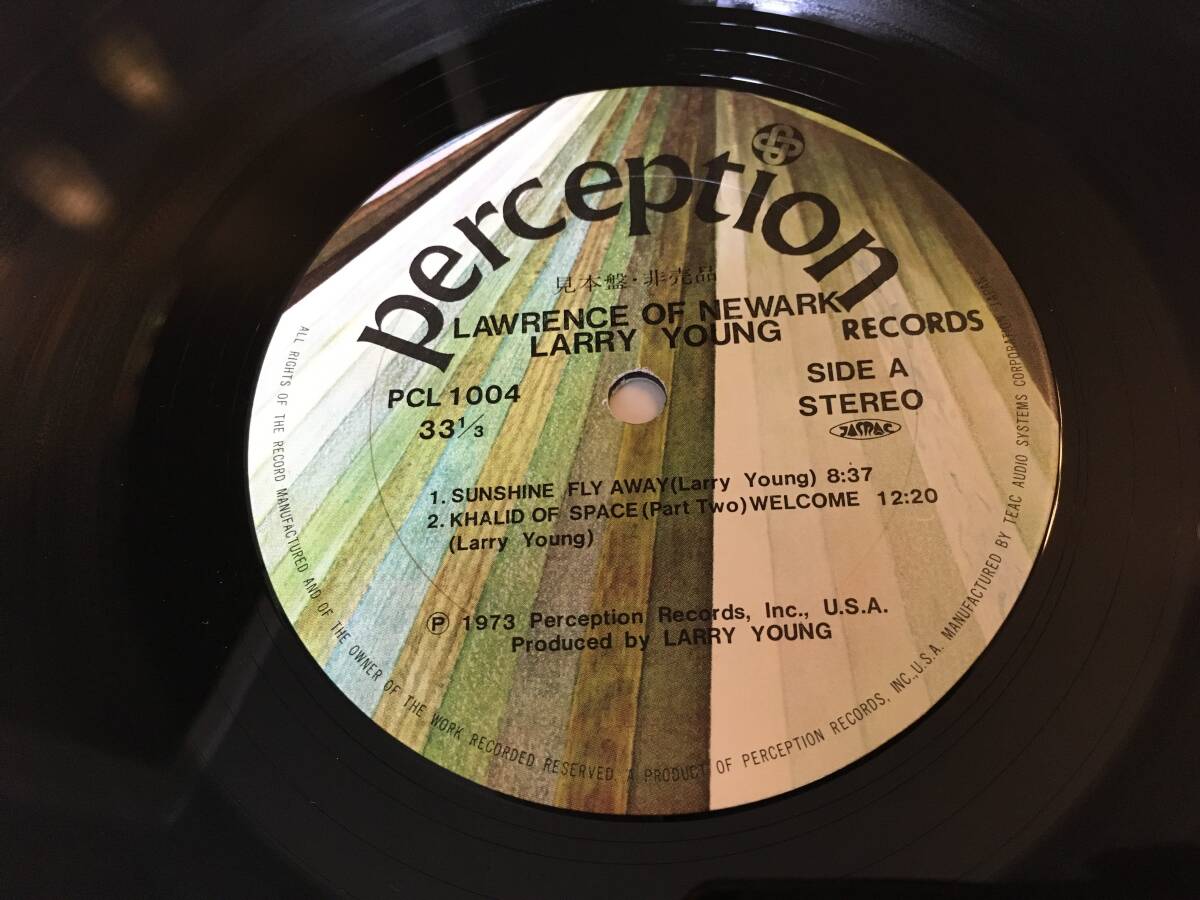 perception
RECORDS
見本盤・非売品
LAWRENCE OF NEWARK
LARRY YOUNG
PCL 1004
33 1/3
SIDE A
STEREO
JASRAC
1. SUNSHINE FLY AWAY (Larry Young) 8:37
2. KHALID OF SPACE (Part Two) WELCOME 12:20
(Larry Young)
Ⓟ 1973 Perception Records, Inc., U.S.A.
Produced by LARRY YOUNG
ALL RIGHTS OF THE RECORD MANUFACTURED AND OF THE OWNER OF THE WORK RECORDED RESERVED. A PRODUCT OF PERCEPTION RECORDS, INC., U.S.A. MANUFACTURED BY TEAC AUDIO SYSTEMS CORPORATION